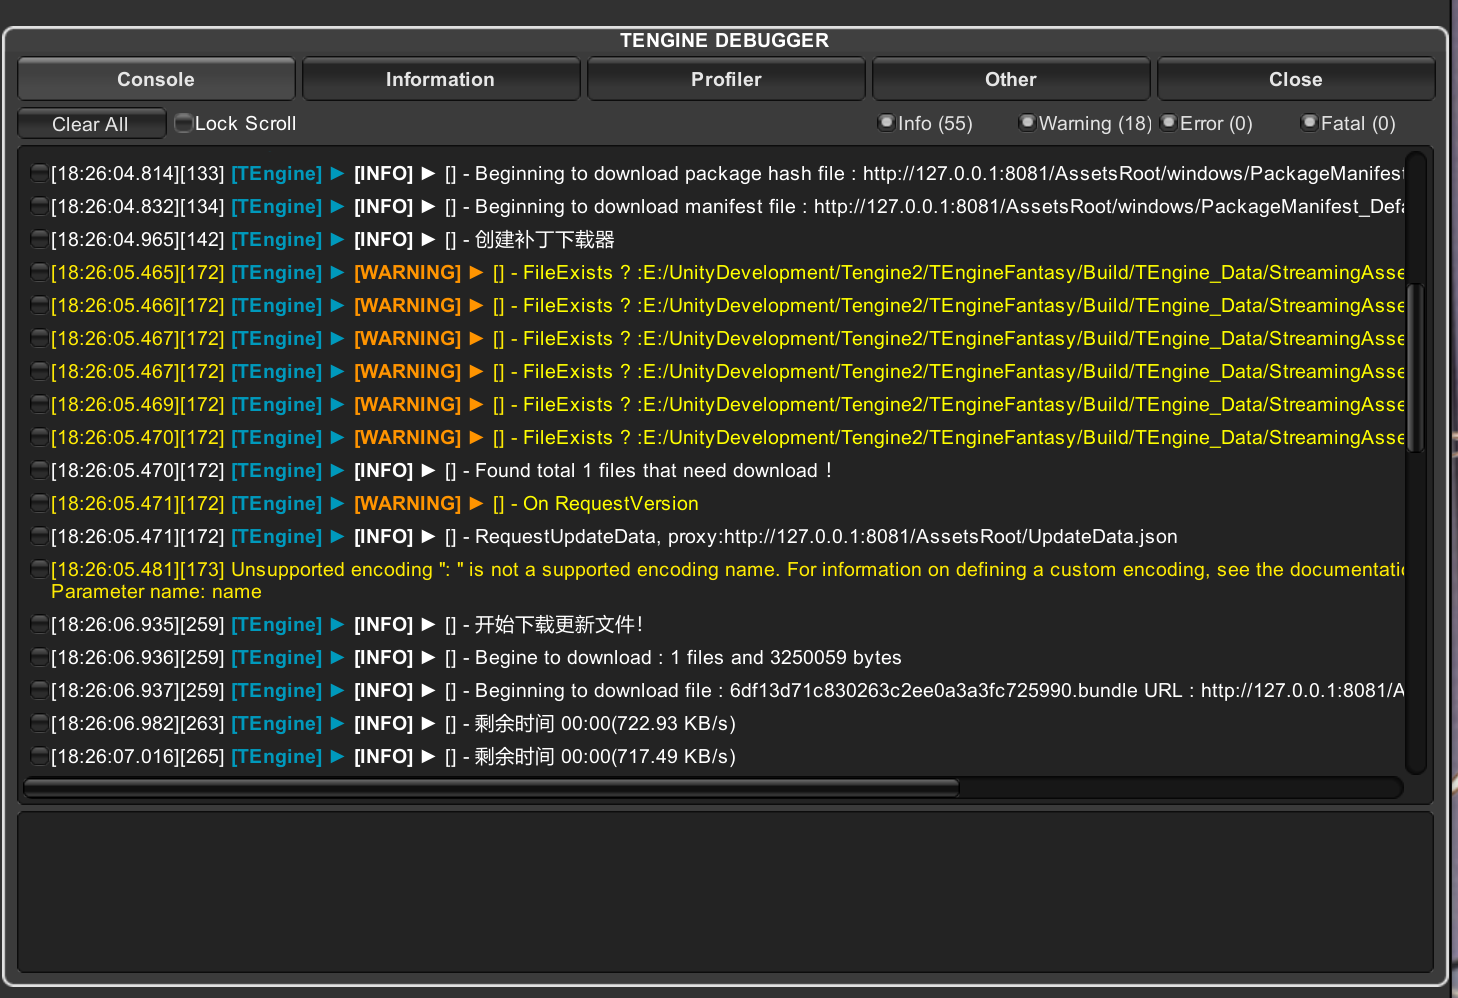 TENGINE DEBUGGER
Console Information Profiler Other Close
Clear All Lock Scroll Info (55) Warning (18) Error (0) Fatal (0)
[18:26:04.814][133] [TEngine] ► [INFO] ► [] - Beginning to download package hash file : http://127.0.0.1:8081/AssetsRoot/windows/PackageManifest
[18:26:04.832][134] [TEngine] ► [INFO] ► [] - Beginning to download manifest file : http://127.0.0.1:8081/AssetsRoot/windows/PackageManifest_Defa
[18:26:04.965][142] [TEngine] ► [INFO] ► [] - 创建补丁下载器
[18:26:05.465][172] [TEngine] ► [WARNING] ► [] - FileExists ? :E:/UnityDevelopment/Tengine2/TEngineFantasy/Build/TEngine_Data/StreamingAsse
[18:26:05.466][172] [TEngine] ► [WARNING] ► [] - FileExists ? :E:/UnityDevelopment/Tengine2/TEngineFantasy/Build/TEngine_Data/StreamingAsse
[18:26:05.467][172] [TEngine] ► [WARNING] ► [] - FileExists ? :E:/UnityDevelopment/Tengine2/TEngineFantasy/Build/TEngine_Data/StreamingAsse
[18:26:05.467][172] [TEngine] ► [WARNING] ► [] - FileExists ? :E:/UnityDevelopment/Tengine2/TEngineFantasy/Build/TEngine_Data/StreamingAsse
[18:26:05.469][172] [TEngine] ► [WARNING] ► [] - FileExists ? :E:/UnityDevelopment/Tengine2/TEngineFantasy/Build/TEngine_Data/StreamingAsse
[18:26:05.470][172] [TEngine] ► [WARNING] ► [] - FileExists ? :E:/UnityDevelopment/Tengine2/TEngineFantasy/Build/TEngine_Data/StreamingAsse
[18:26:05.470][172] [TEngine] ► [INFO] ► [] - Found total 1 files that need download！
[18:26:05.471][172] [TEngine] ► [WARNING] ► [] - On RequestVersion
[18:26:05.471][172] [TEngine] ► [INFO] ► [] - RequestUpdateData, proxy:http://127.0.0.1:8081/AssetsRoot/UpdateData.json
[18:26:05.481][173] Unsupported encoding ": " is not a supported encoding name. For information on defining a custom encoding, see the documentatic
Parameter name: name
[18:26:06.935][259] [TEngine] ► [INFO] ► [] - 开始下载更新文件!
[18:26:06.936][259] [TEngine] ► [INFO] ► [] - Begine to download : 1 files and 3250059 bytes
[18:26:06.937][259] [TEngine] ► [INFO] ► [] - Beginning to download file : 6df13d71c830263c2ee0a3a3fc725990.bundle URL : http://127.0.0.1:8081/A
[18:26:06.982][263] [TEngine] ► [INFO] ► [] - 剩余时间 00:00(722.93 KB/s)
[18:26:07.016][265] [TEngine] ► [INFO] ► [] - 剩余时间 00:00(717.49 KB/s)